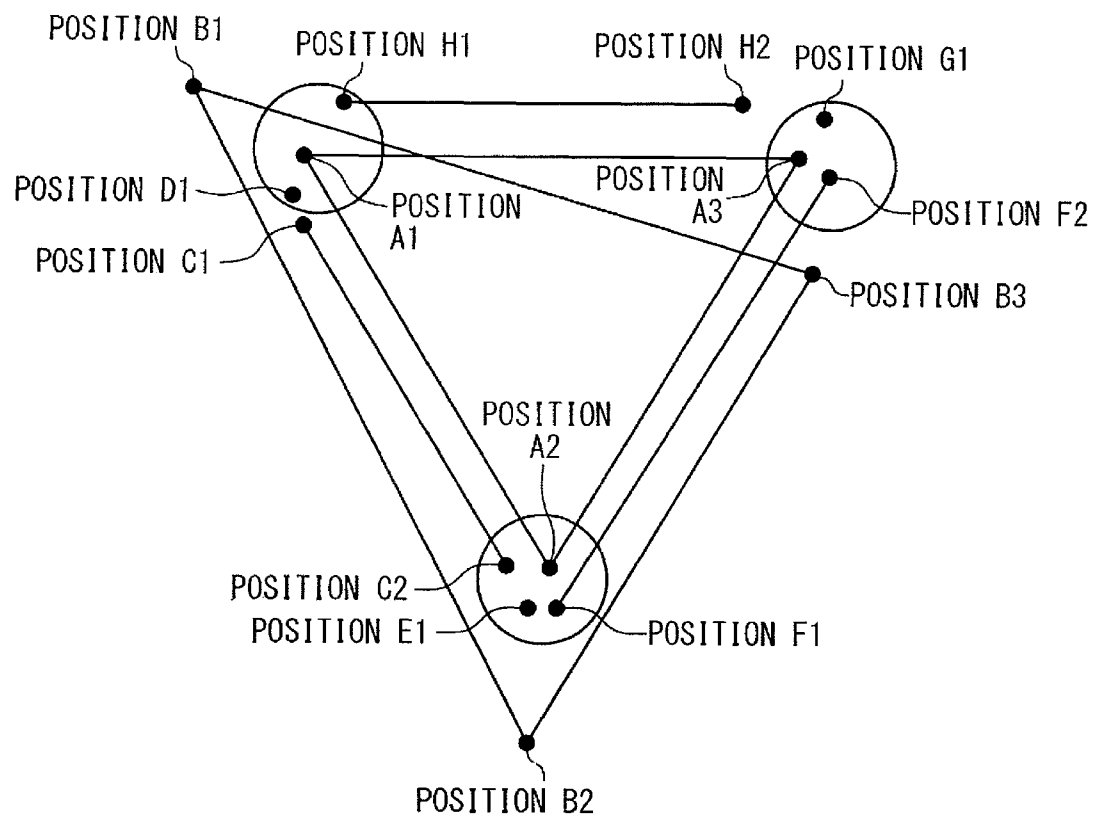 POSITION B1
POSITION H1
POSITION H2
POSITION G1
POSITION D1
POSITION
A1
POSITION
A3
POSITION F2
POSITION C1
POSITION B3
POSITION
A2
POSITION C2
POSITION E1
POSITION F1
POSITION B2